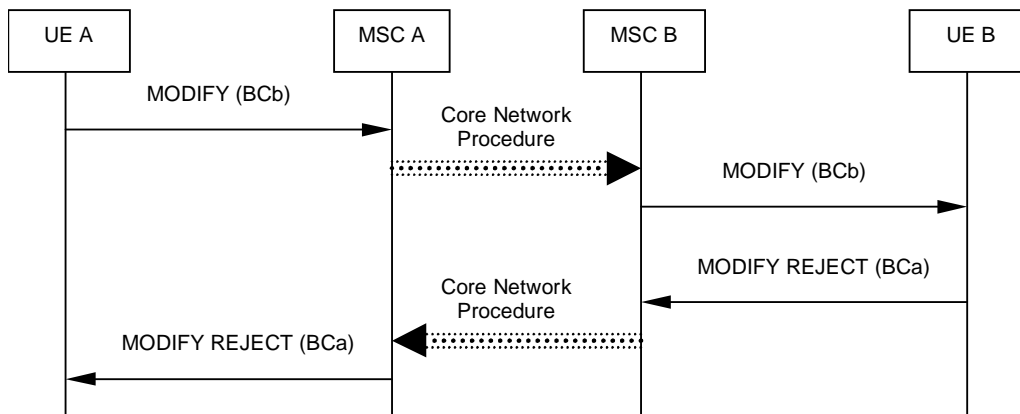 UE A
MSC A
MSC B
UE B
MODIFY (BCb)
Core Network
Procedure
MODIFY (BCb)
MODIFY REJECT (BCa)
Core Network
Procedure
MODIFY REJECT (BCa)